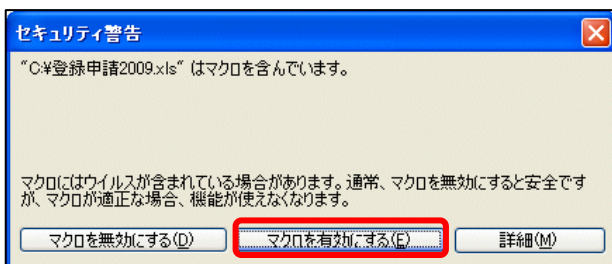 セキュリティ警告
"C:¥登録申請2009.xls" はマクロを含んでいます。
マクロにはウイルスが含まれている場合があります。通常、マクロを無効にすると安全です
が、マクロが適正な場合、機能が使えなくなります。
マクロを無効にする(D) マクロを有効にする(E) 詳細(M)